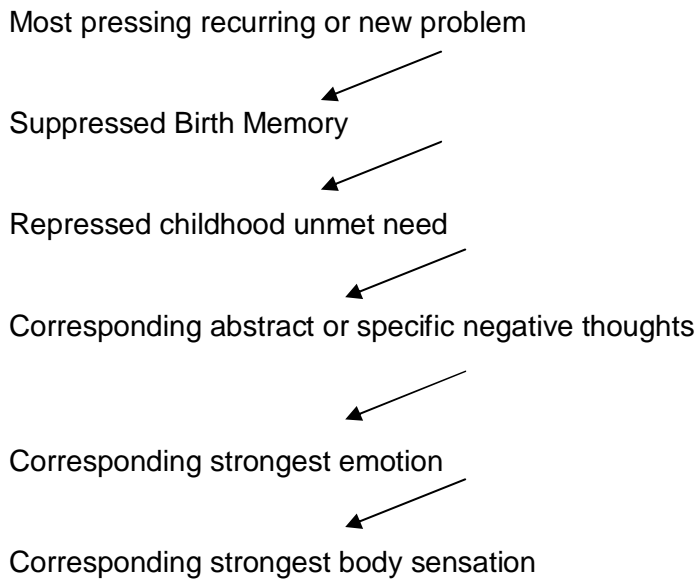 Most pressing recurring or new problem
Suppressed Birth Memory
Repressed childhood unmet need
Corresponding abstract or specific negative thoughts
Corresponding strongest emotion
Corresponding strongest body sensation